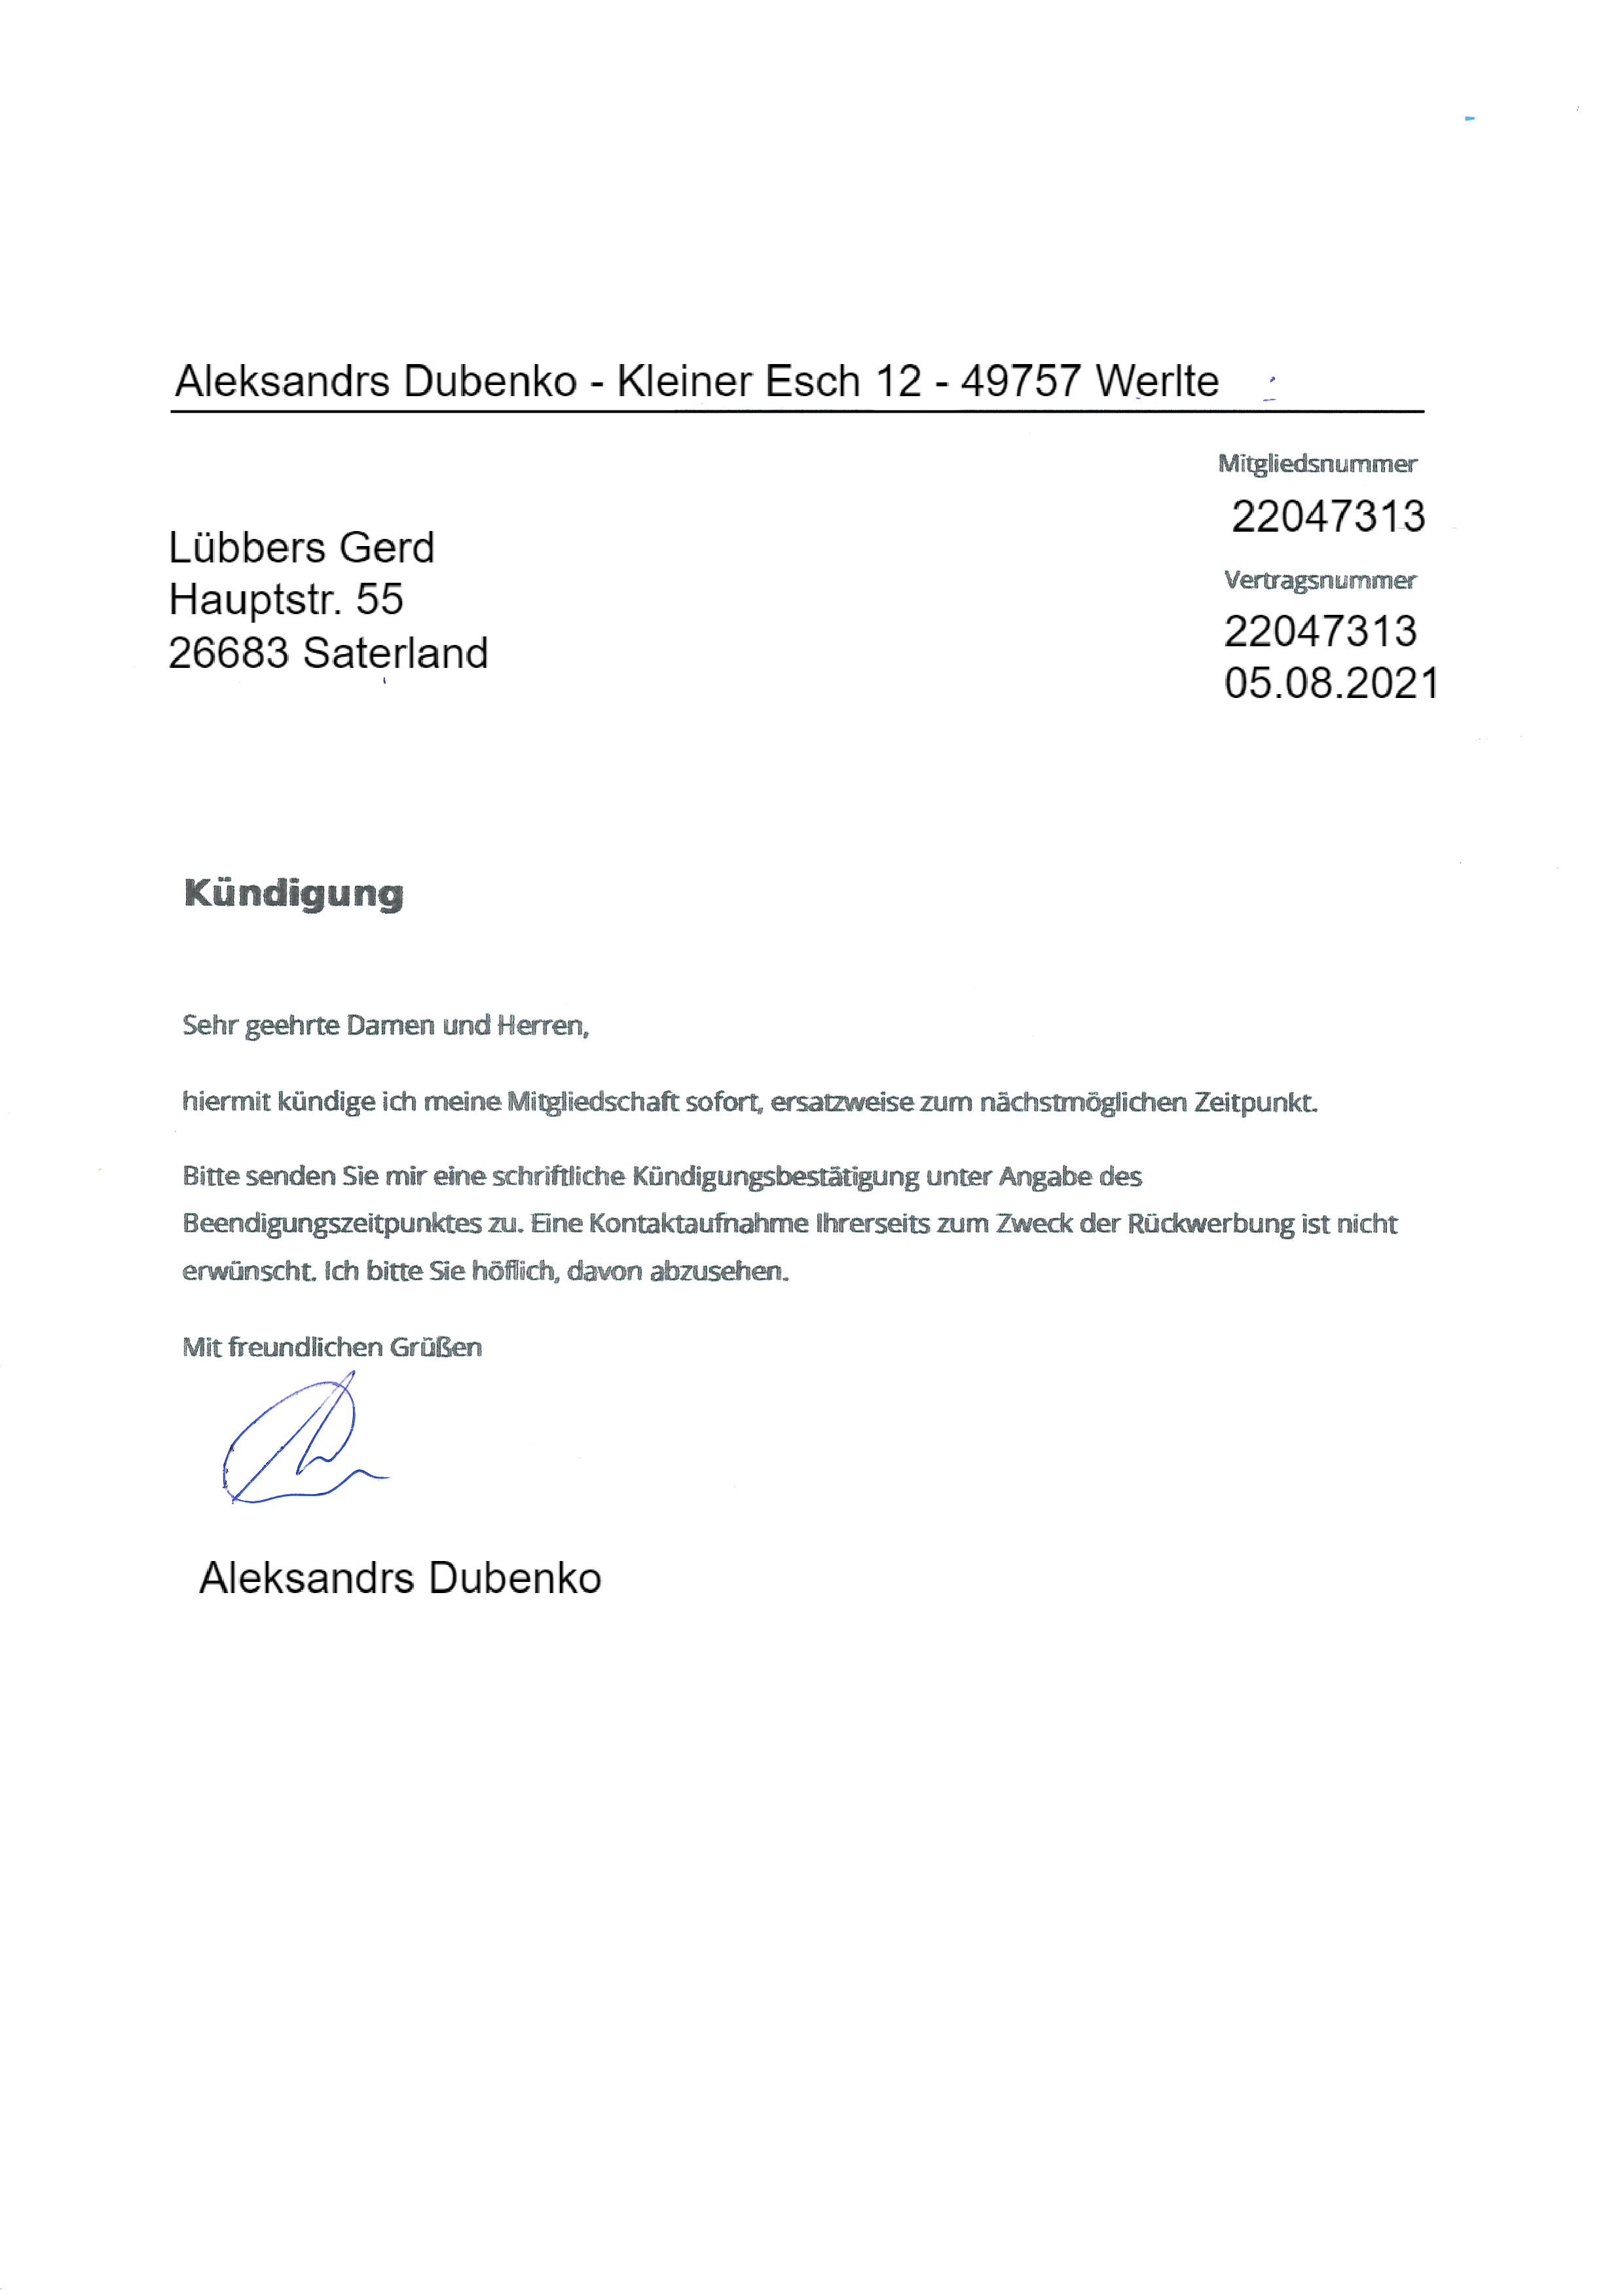 Aleksandrs Dubenko - Kleiner Esch 12 - 49757 Werlte
Mitgliedsnummer
22047313
Lübbers Gerd
Hauptstr. 55
26683 Saterland
Vertragsnummer
22047313
05.08.2021
Kündigung
Sehr geehrte Damen und Herren,
hiermit kündige ich meine Mitgliedschaft sofort, ersatzweise zum nächstmöglichen Zeitpunkt.
Bitte senden Sie mir eine schriftliche Kündigungsbestätigung unter Angabe des
Beendigungszeitpunktes zu. Eine Kontaktaufnahme Ihrerseits zum Zweck der Rückwerbung ist nicht
erwünscht. Ich bitte Sie höflich, davon abzusehen.
Mit freundlichen Grüßen
Aleksandrs Dubenko